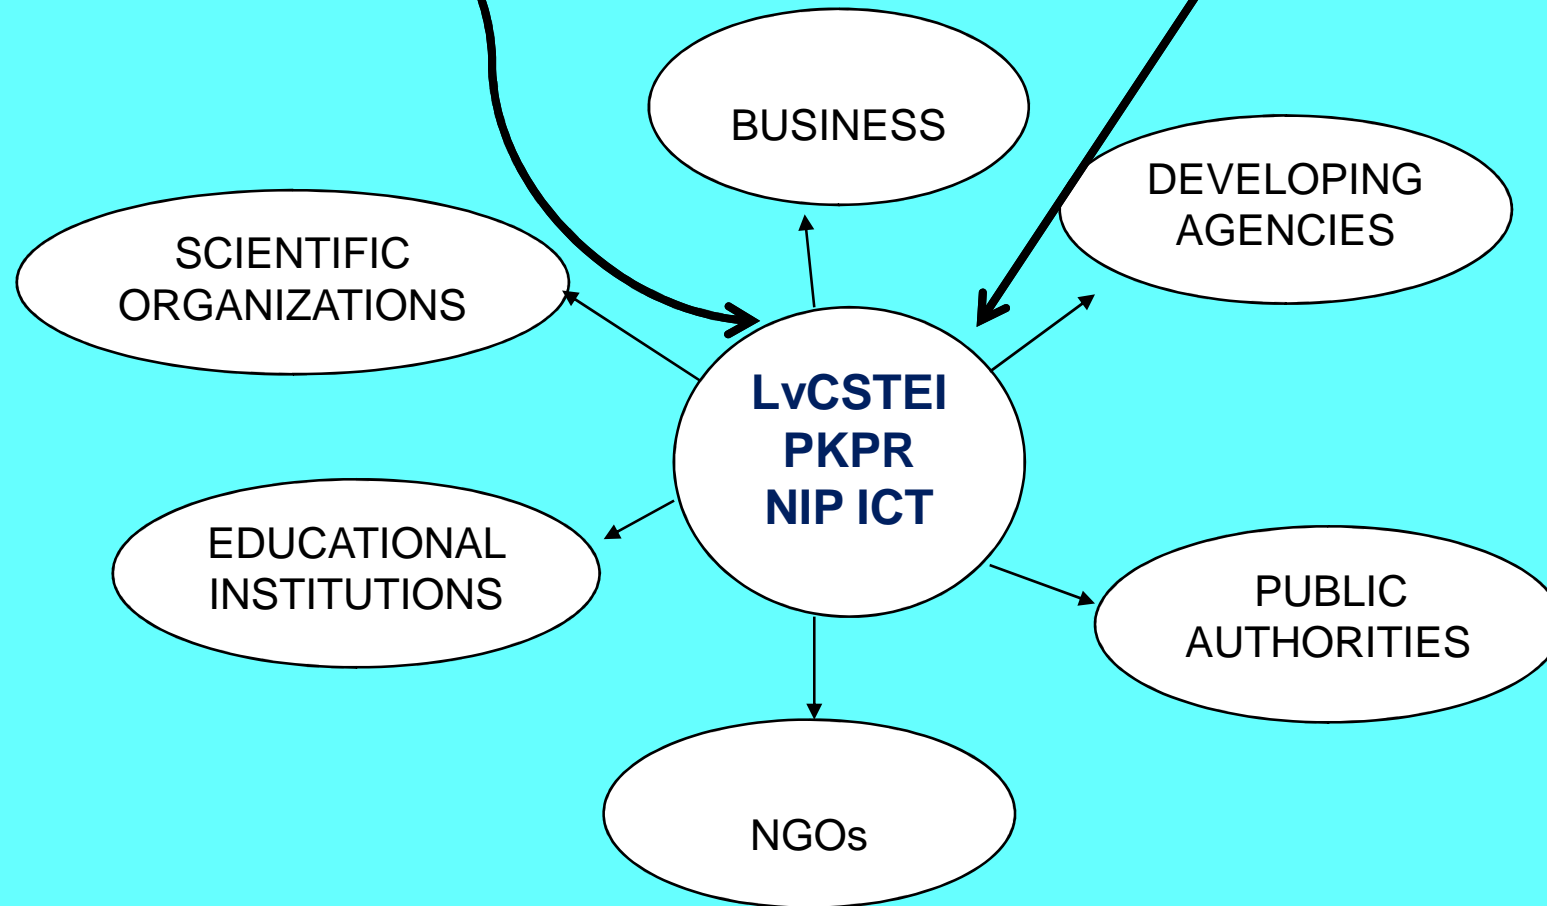 BUSINESS
DEVELOPING
AGENCIES
SCIENTIFIC
ORGANIZATIONS
LvCSTEI
PKPR
NIP ICT
EDUCATIONAL
INSTITUTIONS
PUBLIC
AUTHORITIES
NGOs